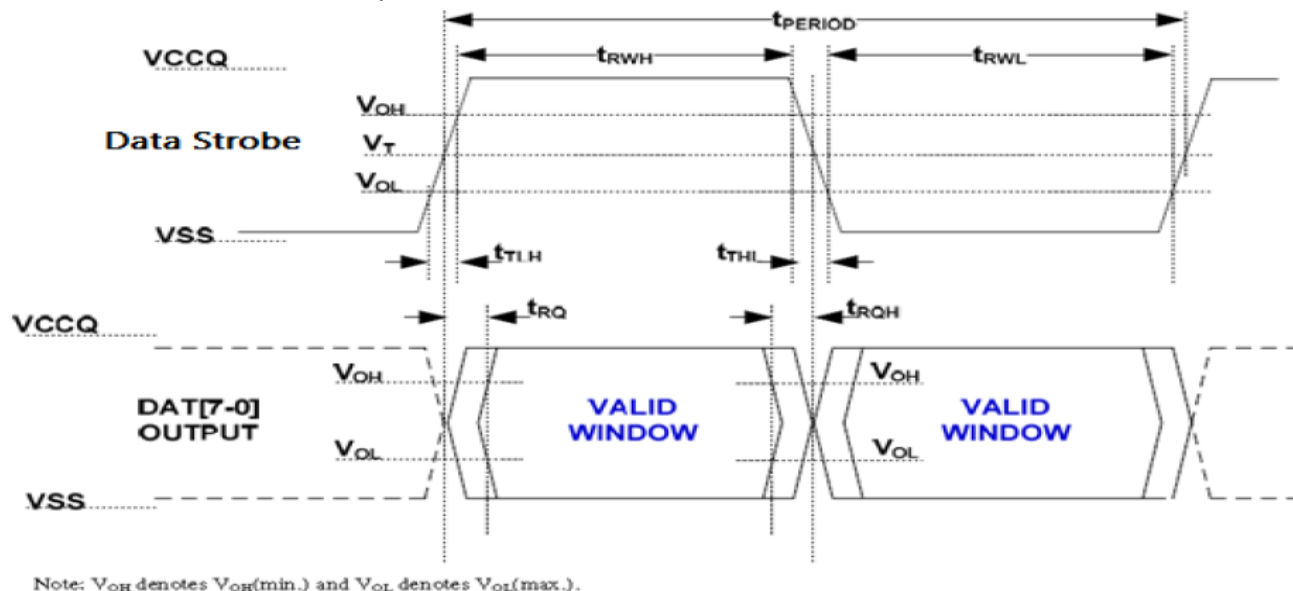 tPERIOD
VCCQ
tRWH
tRWL
VOH
Data Strobe
VT
VOL
VSS
tTLH
tTHL
tRQ
tRQH
VCCQ
VOH
VOH
DAT[7-0]
OUTPUT
VALID
WINDOW
VALID
WINDOW
VOL
VOL
VSS
Note: VOH denotes VOH(min.) and VOL denotes VOL(max.).